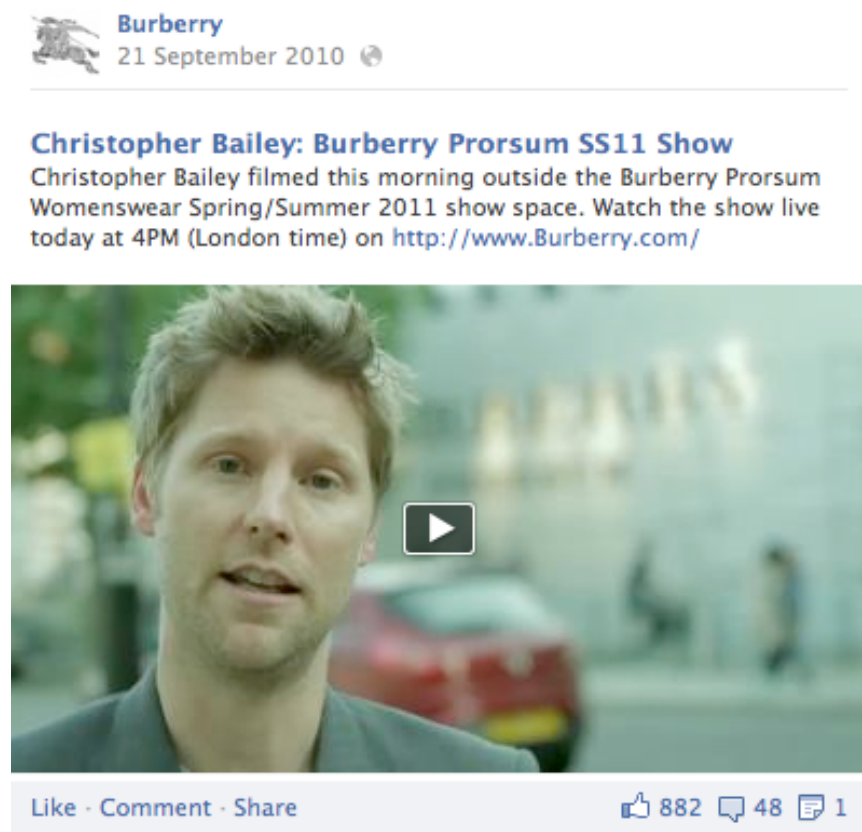 Burberry
21 September 2010
Christopher Bailey: Burberry Prorsum SS11 Show
Christopher Bailey filmed this morning outside the Burberry Prorsum
Womenswear Spring/Summer 2011 show space. Watch the show live
today at 4PM (London time) on http://www.Burberry.com/
Like · Comment · Share 882 48 1